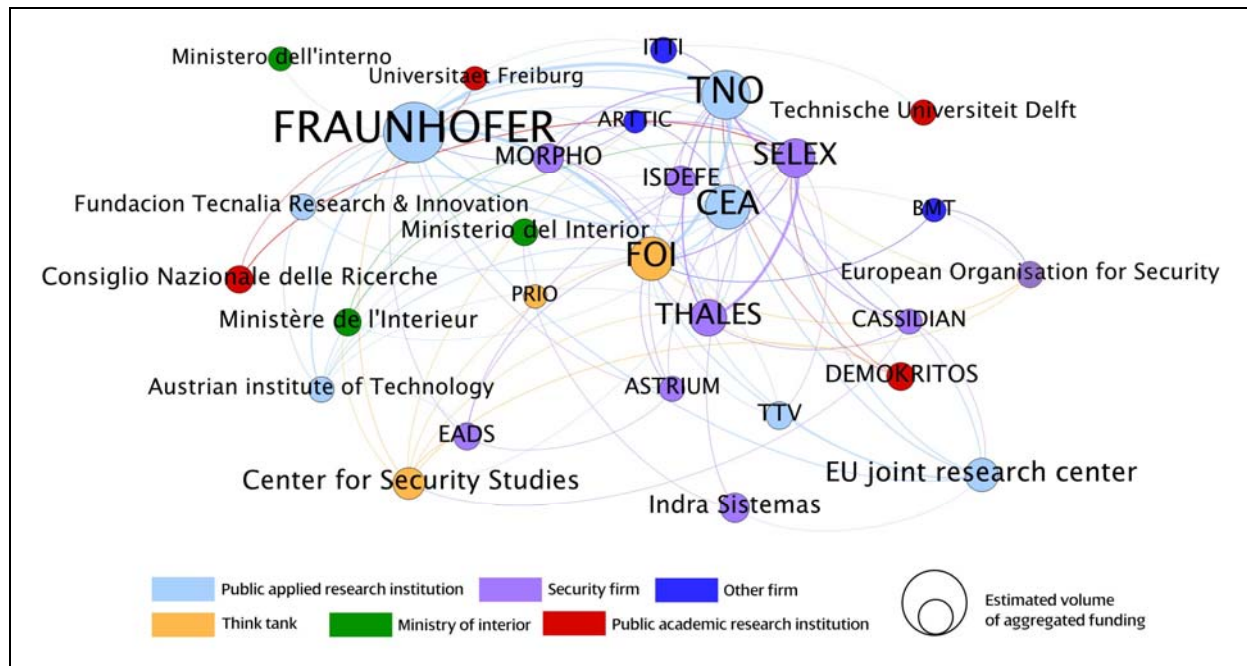 Ministero dell'interno
ITTI
Universitaet Freiburg
TNO
FRAUNHOFER
ARTTIC
Technische Universiteit Delft
MORPHO
SELEX
ISDEFE
Fundacion Tecnalia Research & Innovation
CEA
BMT
Ministerio del Interior
FOI
Consiglio Nazionale delle Ricerche
European Organisation for Security
PRIO
Ministère de l'Interieur
THALES
CASSIDIAN
Austrian institute of Technology
ASTRIUM
DEMOKRITOS
TTV
EADS
Center for Security Studies
EU joint research center
Indra Sistemas
Public applied research institution
Security firm
Other firm
Think tank
Ministry of interior
Public academic research institution
Estimated volume
of aggregated funding